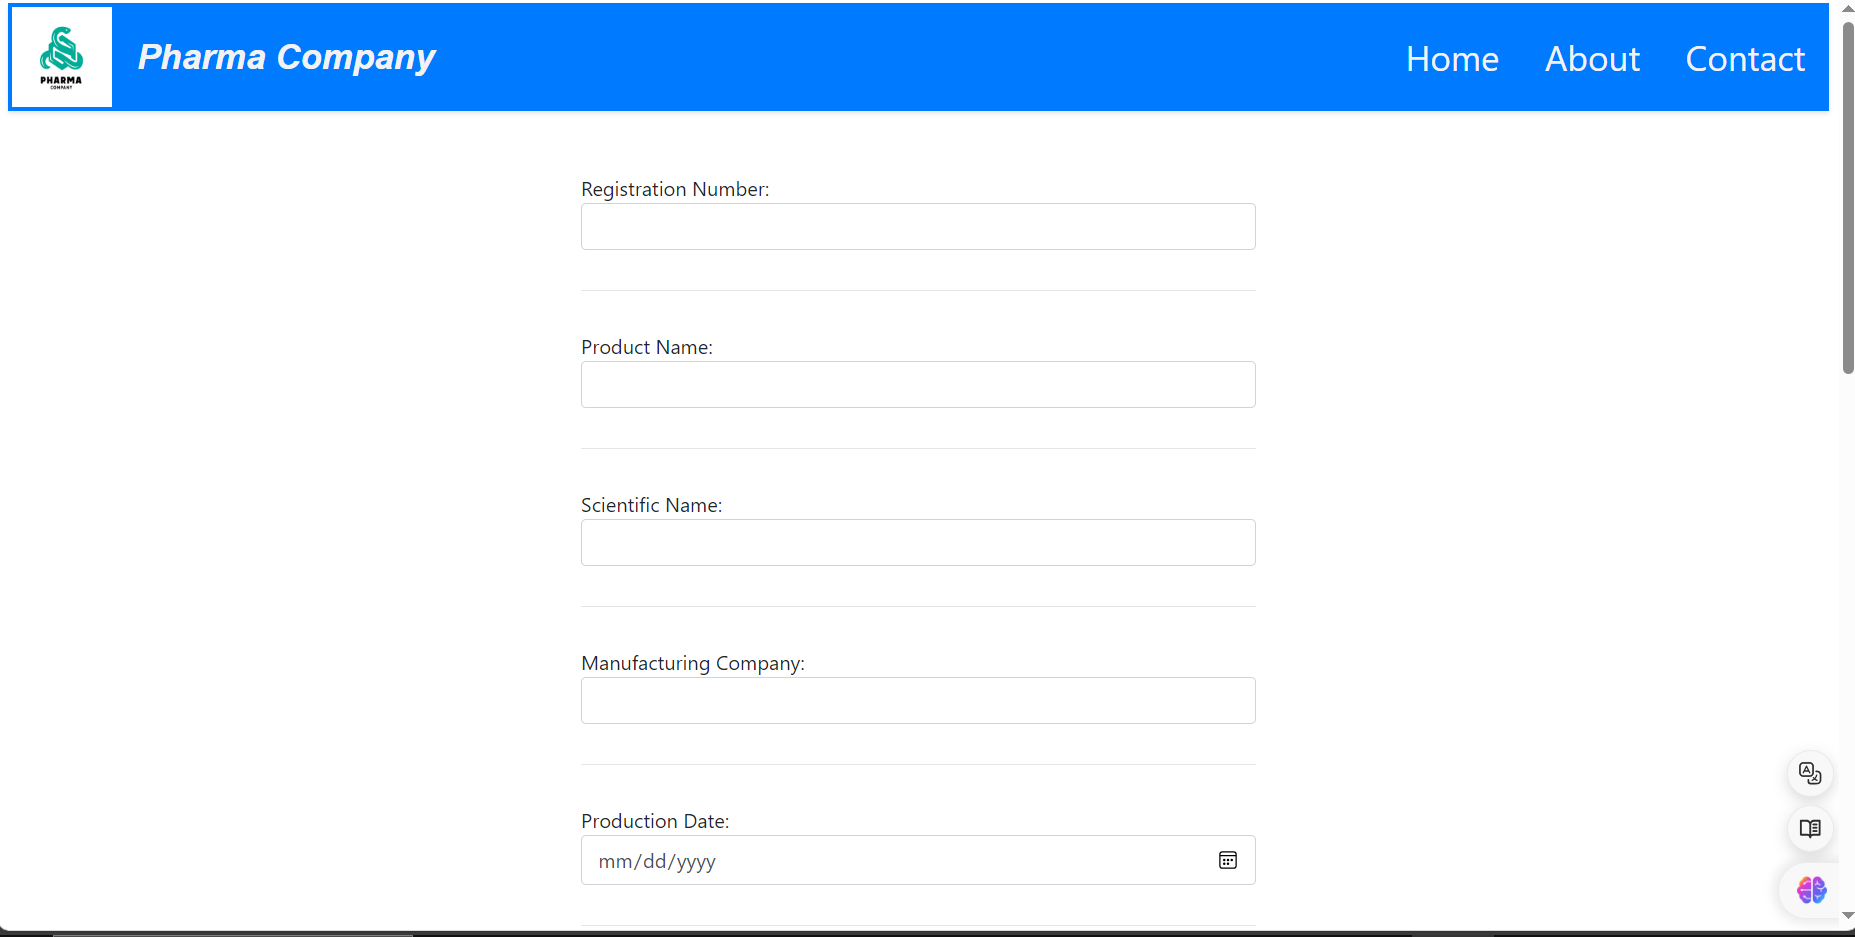 PHARMA
COMPANY
Pharma Company
Home About Contact
Registration Number:
Product Name:
Scientific Name:
Manufacturing Company:
Production Date:
mm/dd/yyyy